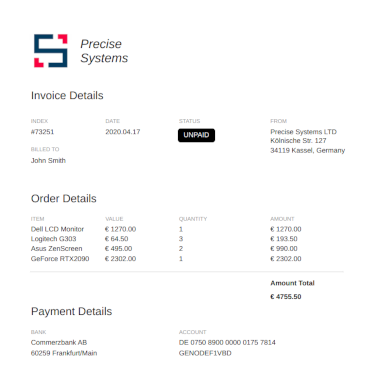 Precise
Systems
Invoice Details
INDEX DATE STATUS FROM
#73251 2020.04.17 UNPAID Precise Systems LTD
Kölnische Str. 127
34119 Kassel, Germany
BILLED TO
John Smith
Order Details
ITEM VALUE QUANTITY AMOUNT
Dell LCD Monitor € 1270.00 1 € 1270.00
Logitech G303 € 64.50 3 € 193.50
Asus ZenScreen € 495.00 2 € 990.00
GeForce RTX2090 € 2302.00 1 € 2302.00
Amount Total
€ 4755.50
Payment Details
BANK ACCOUNT
Commerzbank AB DE 0750 8900 0000 0175 7814
60259 Frankfurt/Main GENODEF1VBD